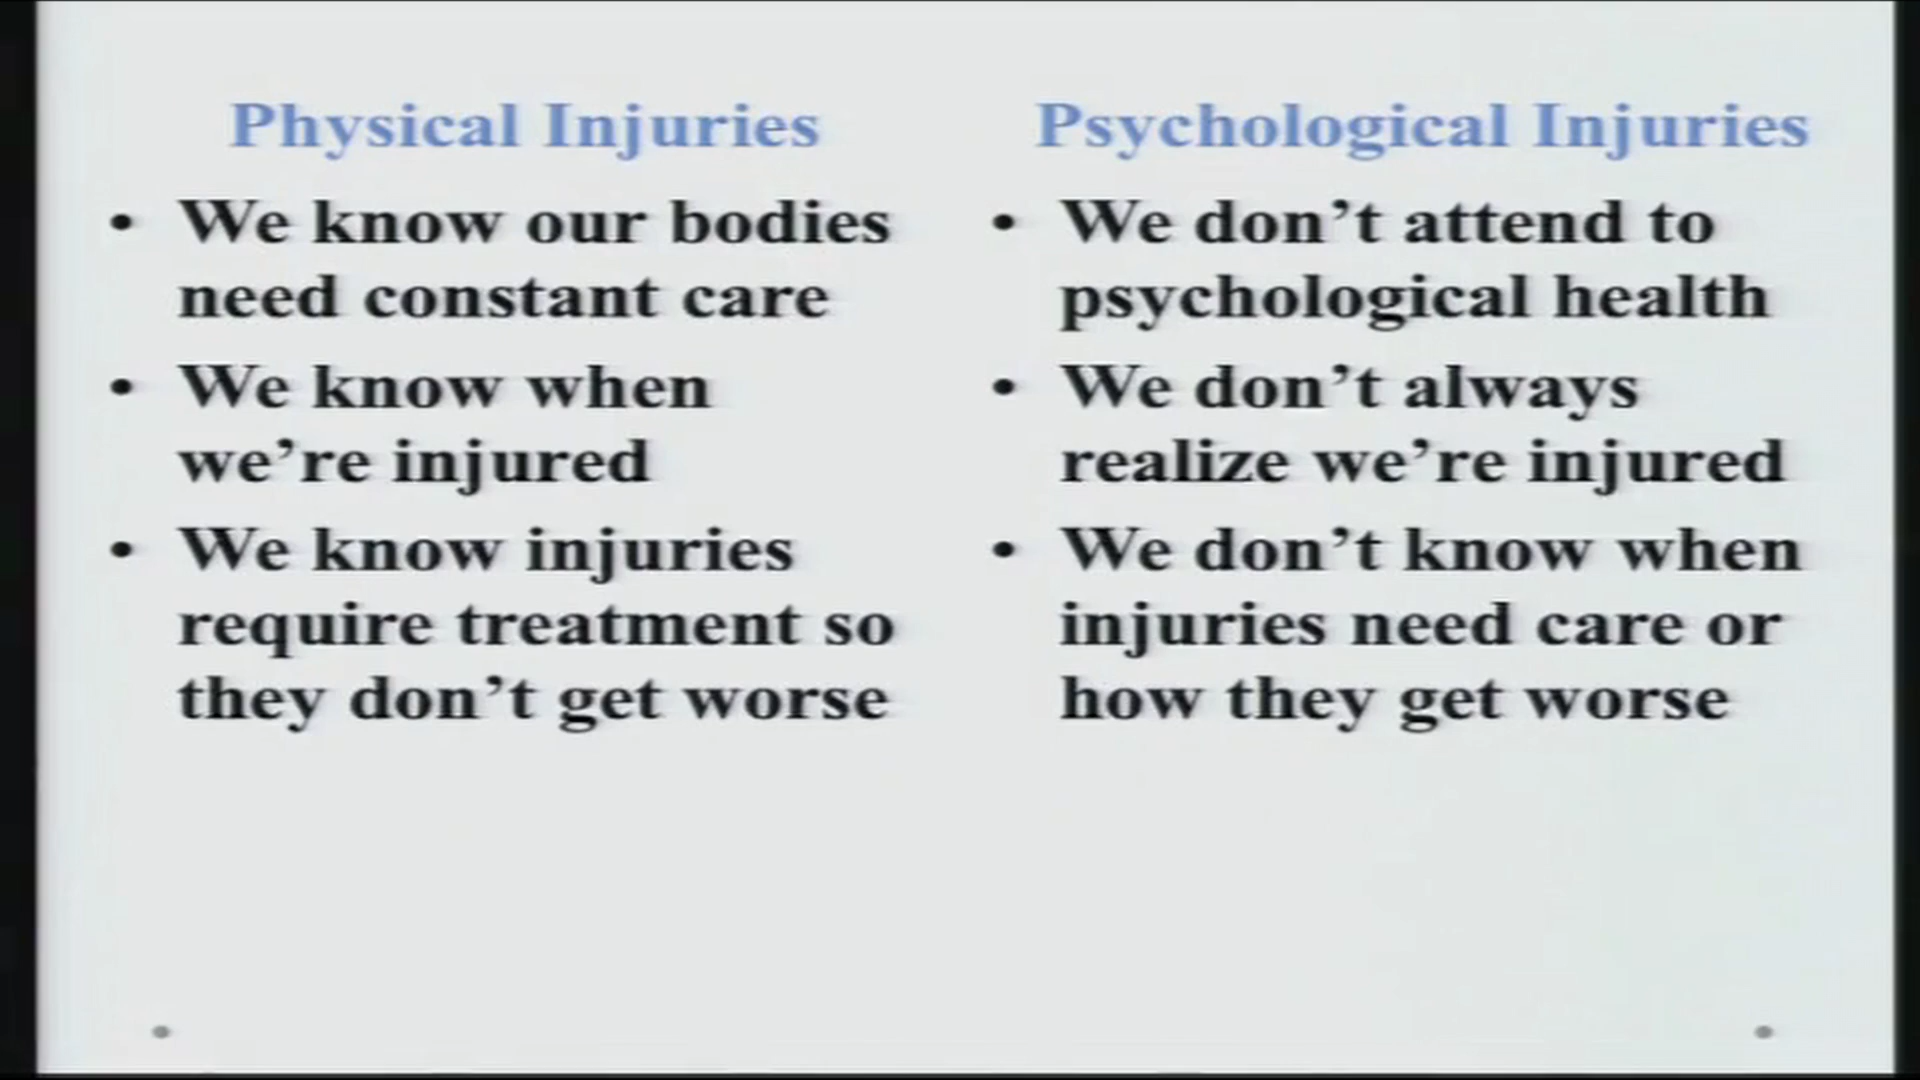 Physical Injuries
• We know our bodies
need constant care
• We know when
we’re injured
• We know injuries
require treatment so
they don’t get worse
Psychological Injuries
• We don’t attend to
psychological health
• We don’t always
realize we’re injured
• We don’t know when
injuries need care or
how they get worse